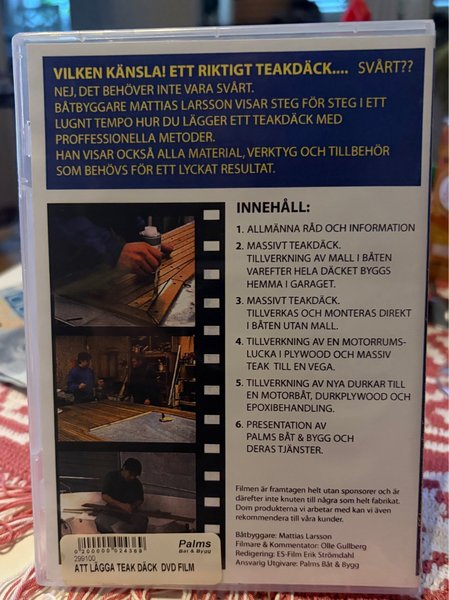 VILKEN KÄNSLA! ETT RIKTIGT TEAKDÄCK.... SVÅRT??
NEJ, DET BEHÖVER INTE VARA SVÅRT.
BÅTBYGGARE MATTIAS LARSSON VISAR STEG FÖR STEG I ETT
LUGNT TEMPO HUR DU LÄGGER ETT TEAKDÄCK MED
PROFFESSIONELLA METODER.
HAN VISAR OCKSÅ ALLA MATERIAL, VERKTYG OCH TILLBEHÖR
SOM BEHÖVS FÖR ETT LYCKAT RESULTAT.
INNEHÅLL:
1. ALLMÄNNA RÅD OCH INFORMATION
2. MASSIVT TEAKDÄCK.
TILLVERKNING AV MALL I BÅTEN
VAREFTER HELA DÄCKET BYGGS
HEMMA I GARAGET.
3. MASSIVT TEAKDÄCK.
TILLVERKAS OCH MONTERAS DIREKT
I BÅTEN UTAN MALL.
4. TILLVERKNING AV EN MOTORRUMS-
LUCKA I PLYWOOD OCH MASSIV
TEAK TILL EN VEGA.
5. TILLVERKNING AV NYA DURKAR TILL
EN MOTORBÅT, DURKPLYWOOD OCH
EPOXIBEHANDLING.
6. PRESENTATION AV
PALMS BÅT & BYGG OCH
DERAS TJÄNSTER.
Filmen är framtagen helt utan sponsorer och är
därefter inte knuten till några som helst fabrikat.
Dom produkterna vi arbetar med kan vi även
rekommendera till våra kunder.
Båtbyggare: Mattias Larsson
Filmare & Kommentator: Olle Gullberg
Redigering: ES-Film Erik Strömdahl
Ansvarig Utgivare: Palms Båt & Bygg
0200000024369
299100
Palms
Båt & Bygg
ATT LÄGGA TEAK DÄCK DVD FILM